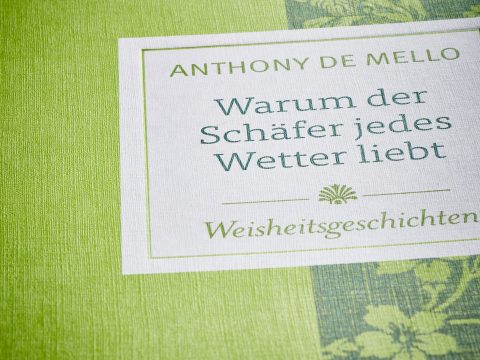 ANTHONY DE MELLO
Warum der
Schäfer jedes
Wetter liebt
Weisheitsgeschichten